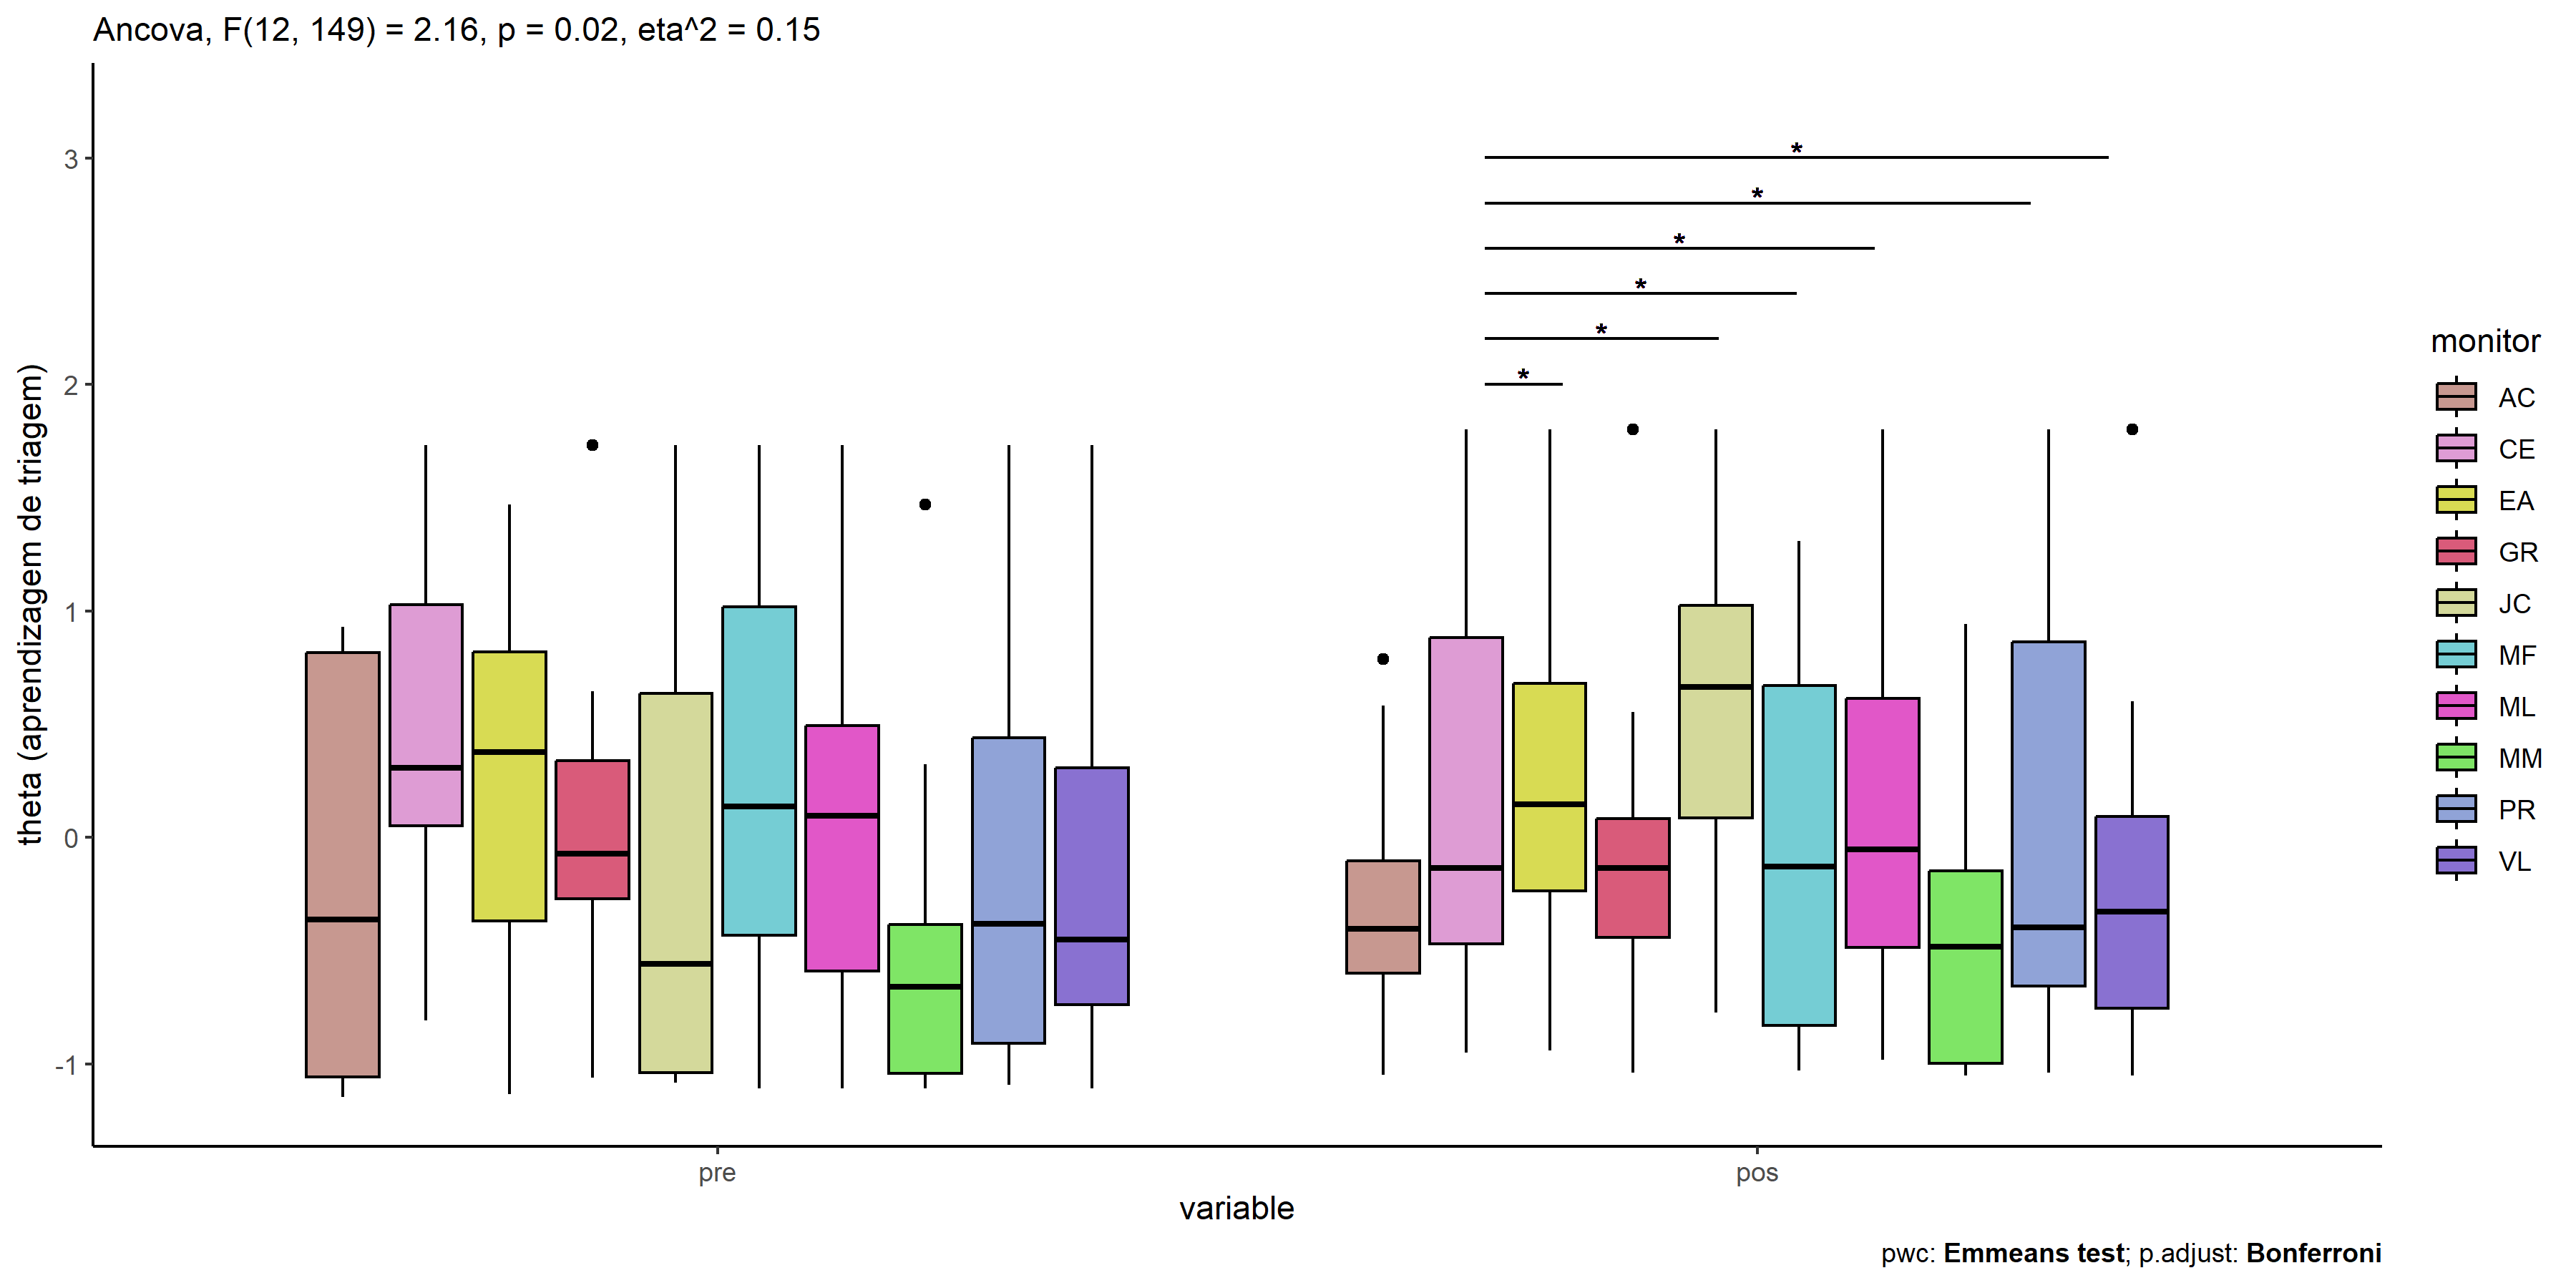 Ancova, F(12, 149) = 2.16, p = 0.02, eta^2 = 0.15
theta (aprendizagem de triagem)
3
2
1
0
-1
*
*
*
*
*
*
pre
pos
variable
monitor
AC
CE
EA
GR
JC
MF
ML
MM
PR
VL
pwc: Emmeans test; p.adjust: Bonferroni